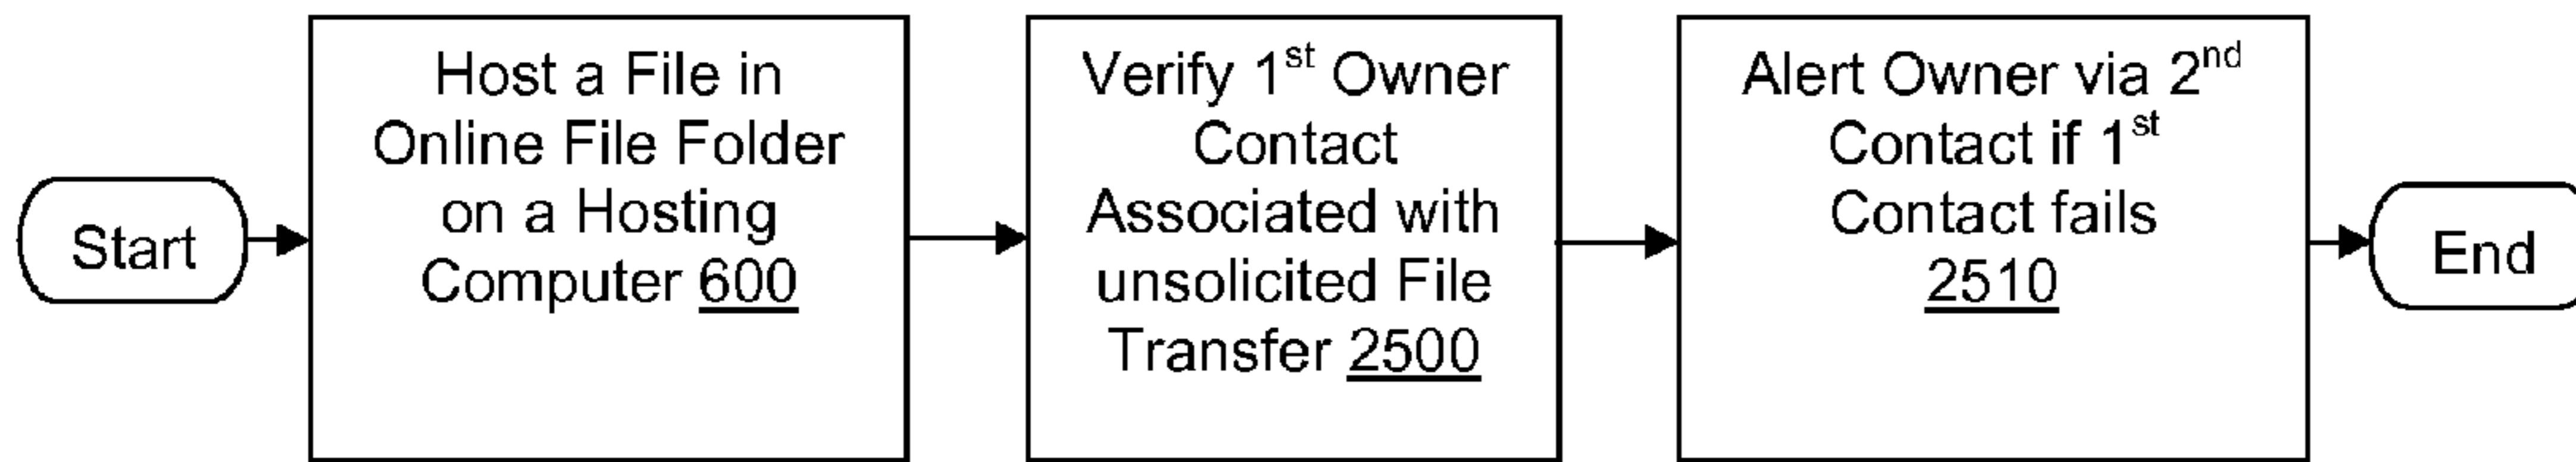 Start
Host a File in
Online File Folder
on a Hosting
Computer 600
Verify 1st Owner
Contact
Associated with
unsolicited File
Transfer 2500
Alert Owner via 2nd
Contact if 1st
Contact fails
2510
End